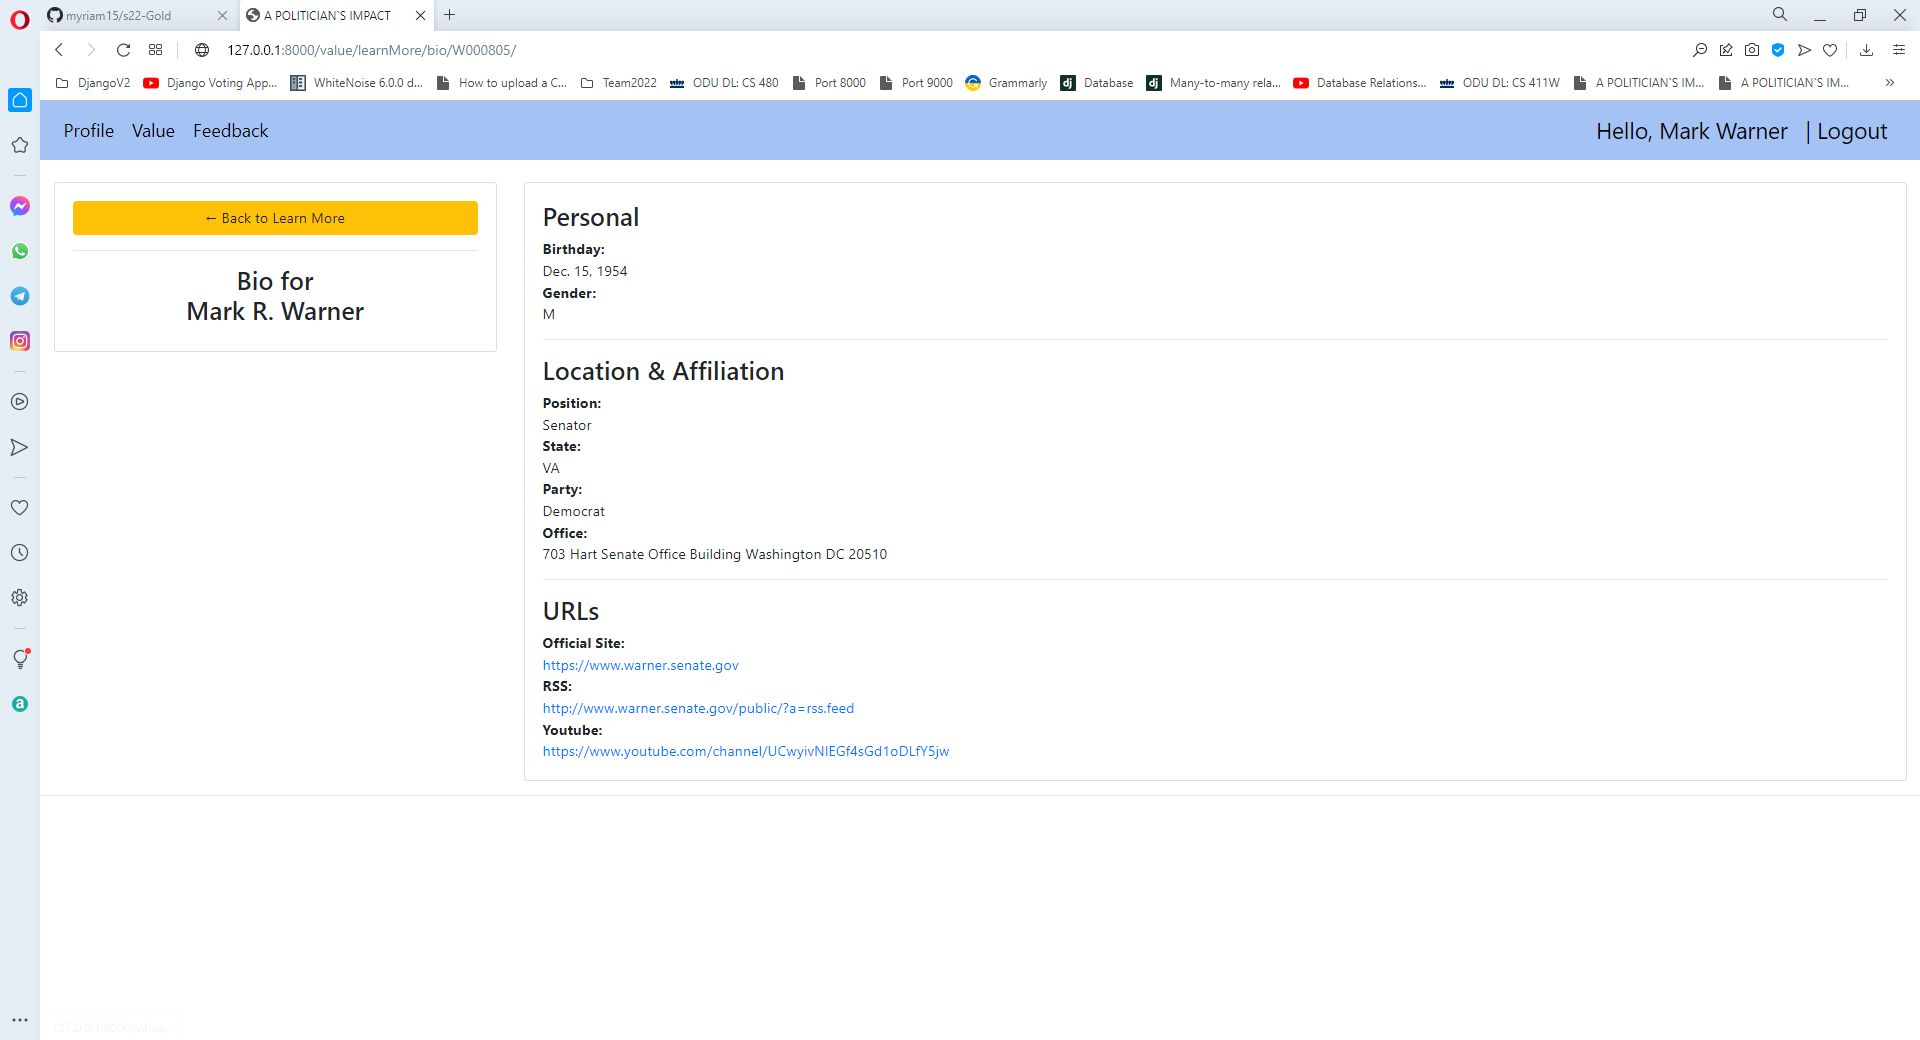 myriam15/s22-Gold
A POLITICIAN`S IMPACT
127.0.0.1:8000/value/learnMore/bio/W000805/
DjangoV2
Django Voting App...
WhiteNoise 6.0.0 d...
How to upload a C...
Team2022
ODU DL: CS 480
Port 8000
Port 9000
Grammarly
dj
Database
dj
Many-to-many rela...
Database Relations...
ODU DL: CS 411W
A POLITICIAN`S IM...
A POLITICIAN`S IM...
Profile Value Feedback
Hello, Mark Warner | Logout
← Back to Learn More
Bio for
Mark R. Warner
Personal
Birthday:
Dec. 15, 1954
Gender:
M
Location & Affiliation
Position:
Senator
State:
VA
Party:
Democrat
Office:
703 Hart Senate Office Building Washington DC 20510
URLs
Official Site:
https://www.warner.senate.gov
RSS:
http://www.warner.senate.gov/public/?a=rss.feed
Youtube:
https://www.youtube.com/channel/UCwyivNlEGf4sGd1oDLfY5jw
127.0.0.1:8000/value/